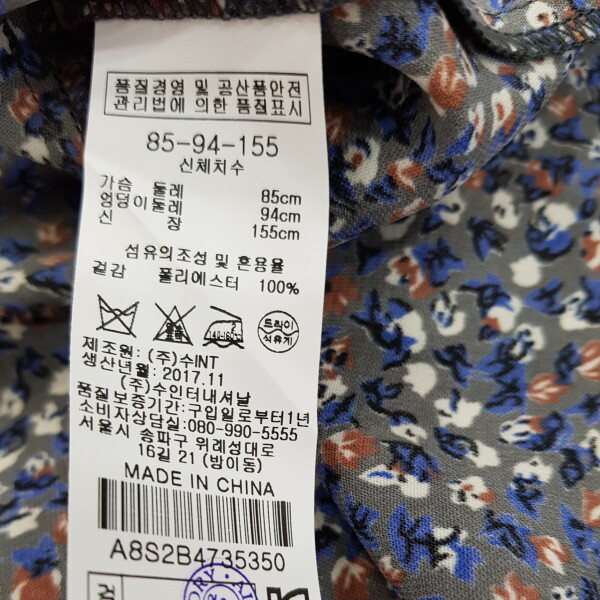 품질경영 및 공산품안전
관리법에 의한 품질표시
85-94-155
신체치수
가슴 둘레 85cm
엉덩이둘레 94cm
신 장 155cm
섬유의조성 및 혼용율
겉감 폴리에스터 100%
140~160℃
드라이
석유계
제조원: (주)수INT
생산년월: 2017.11
(주)수인터내셔날
품질보증기간: 구입일로부터1년
소비자상담실:080-990-5555
서울시 송파구 위례성대로
16길 21 (방이동)
MADE IN CHINA
A8S2B4735350